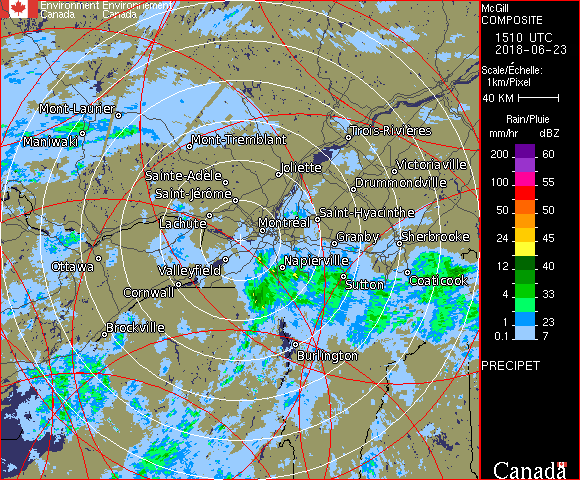 Environment Environnement
Canada Canada
McGill
COMPOSITE
1510 UTC
2018-06-23
Scale/Échelle:
1km/Pixel
40 KM
Rain/Pluie
mm/hr dBZ
200 60
100 55
50 50
24 45
12 40
4 33
1 23
0.1 7
PRECIPET
Canada
Mont-Laurier
Maniwaki
Mont-Tremblant
Trois-Rivières
Sainte-Adèle
Joliette
Victoriaville
Saint-Jérôme
Drummondville
Lachute
Montréal
Saint-Hyacinthe
Granby
Sherbrooke
Ottawa
Valleyfield
Napierville
Cornwall
Sutton
Coaticook
Brockville
Burlington